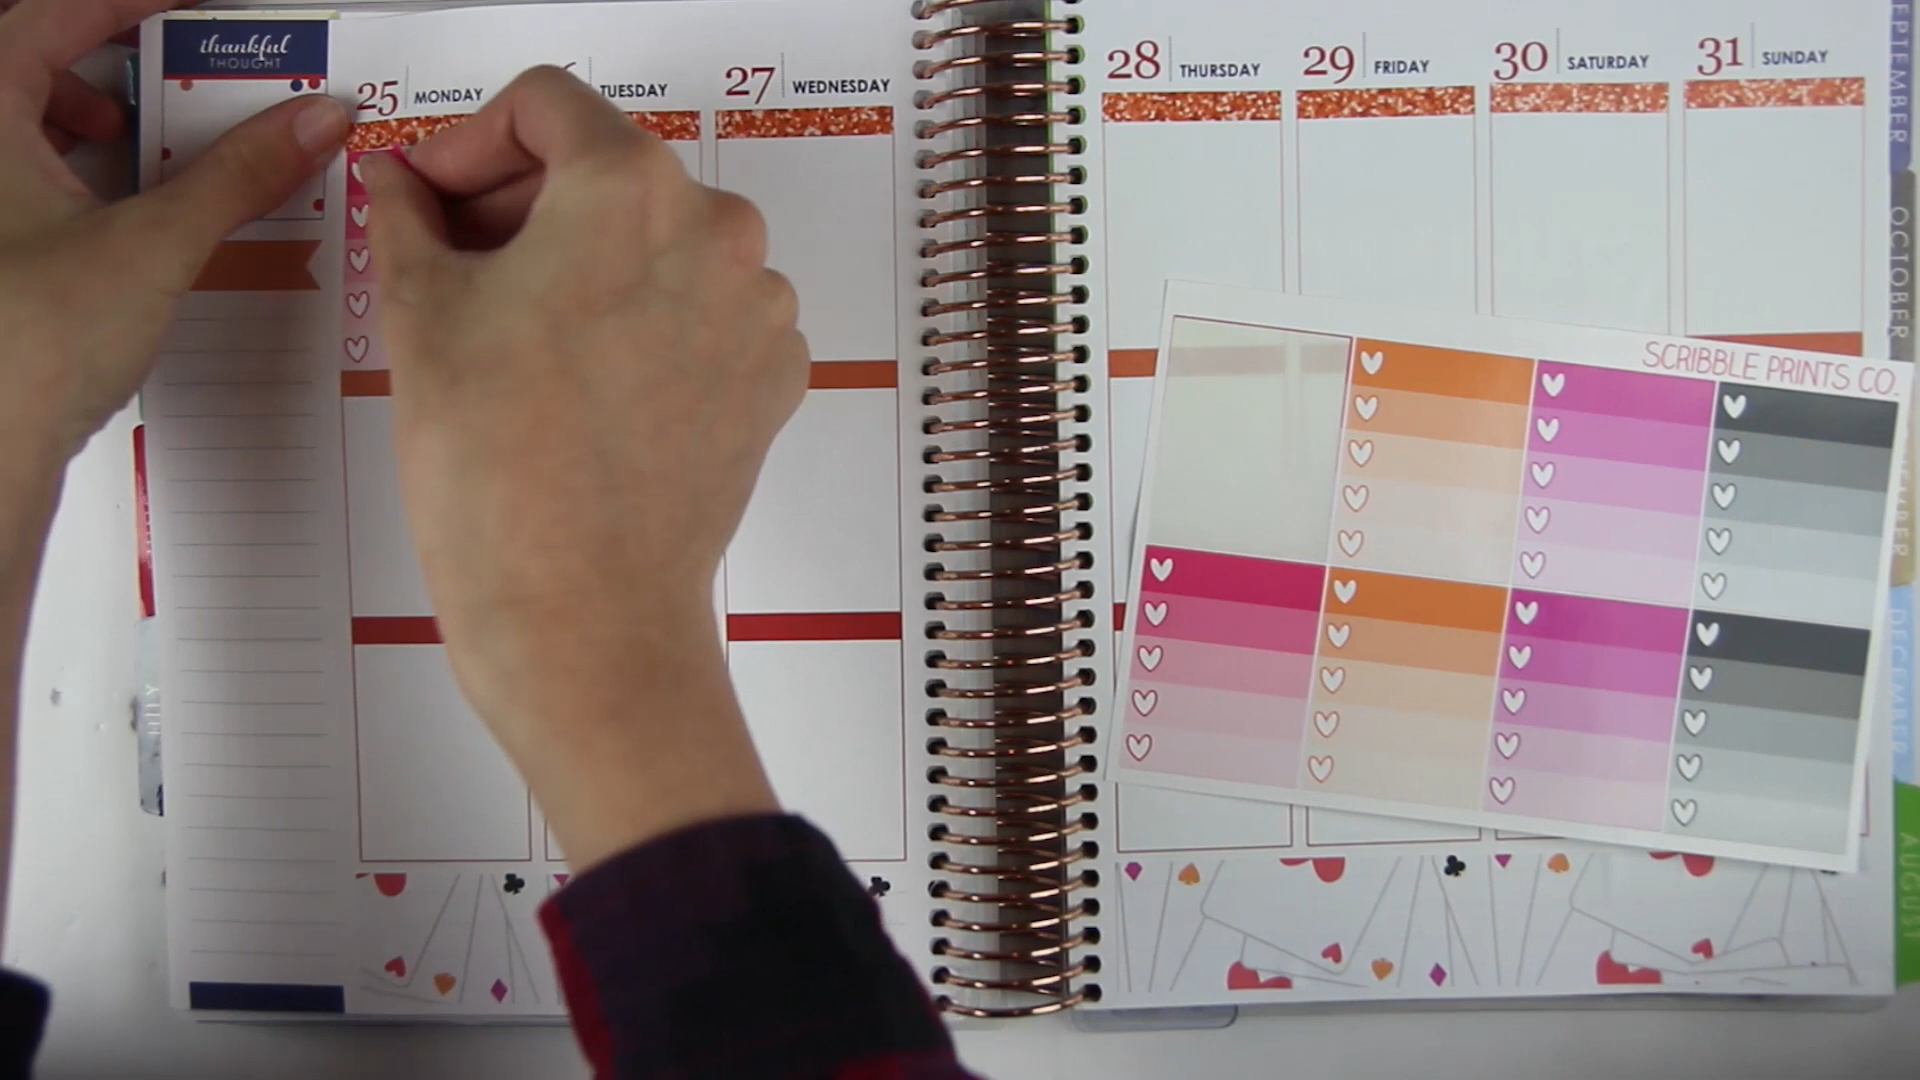 thankful
THOUGHT
25 MONDAY
TUESDAY
27 WEDNESDAY
28 THURSDAY
29 FRIDAY
30 SATURDAY
31 SUNDAY
SCRIBBLE PRINTS CO.
OCTOBER
DECEMBER
AUGUST